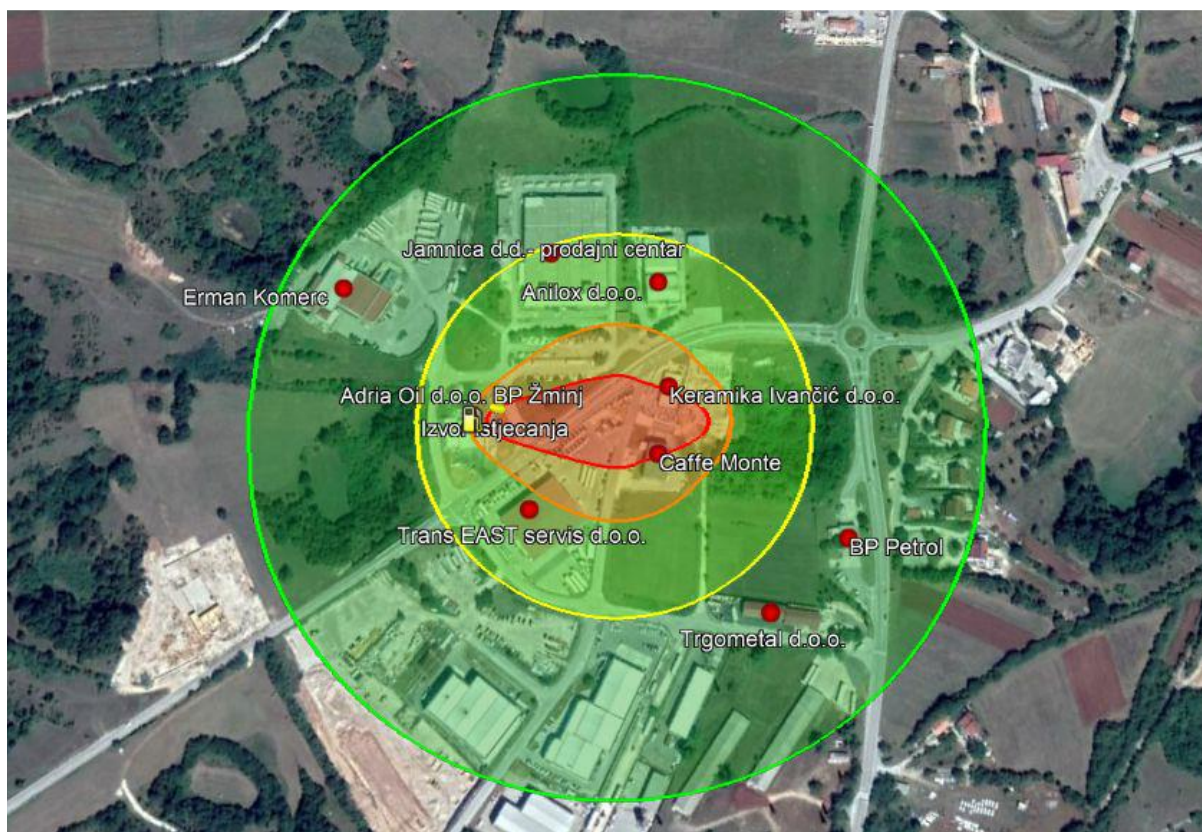 Jamnica d.d.- prodajni centar
Erman Komerc
Anilox d.o.o.
Adria Oil d.o.o. BP Žminj
Keramika Ivančić d.o.o.
Izvor istjecanja
Caffe Monte
Trans EAST servis d.o.o.
BP Petrol
Trgometal d.o.o.